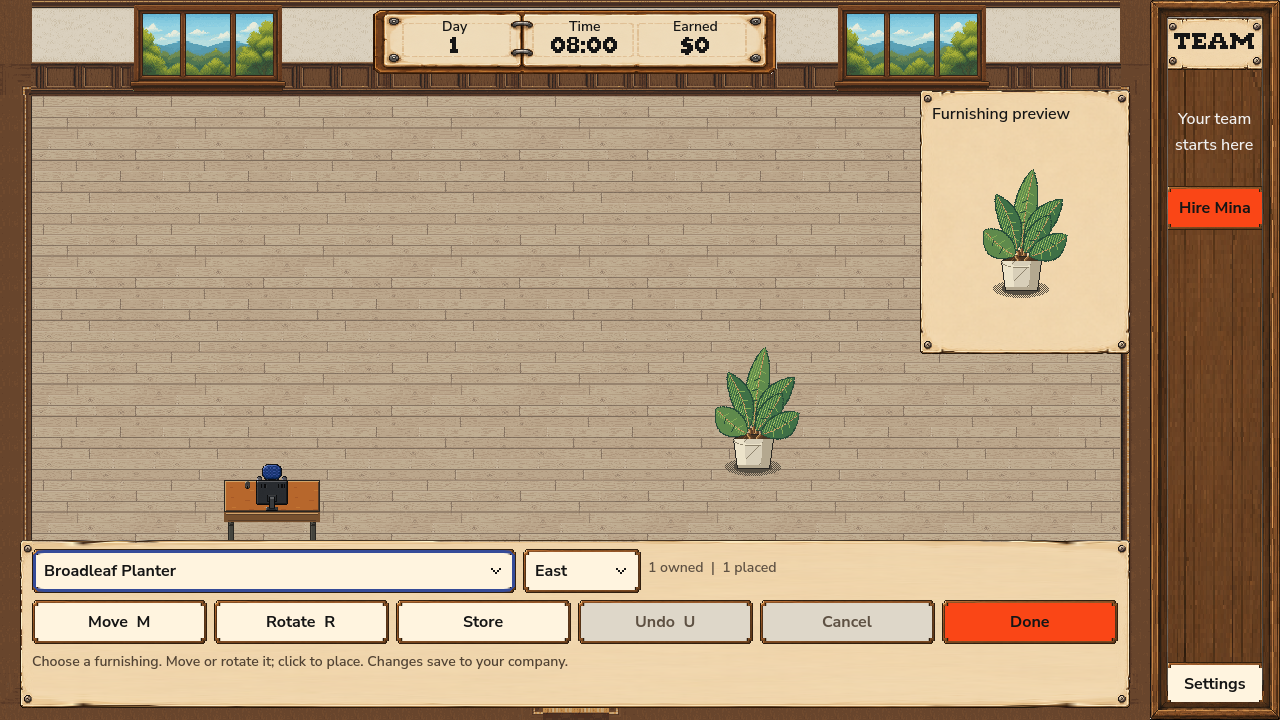 Day
1
Time
08:00
Earned
$0
TEAM
Your team
starts here
Hire Mina
Furnishing preview
Broadleaf Planter
East
1 owned | 1 placed
Move M
Rotate R
Store
Undo U
Cancel
Done
Choose a furnishing. Move or rotate it; click to place. Changes save to your company.
Settings